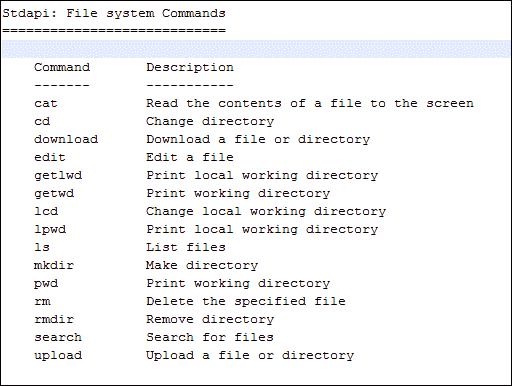 Stdapi: File system Commands
============================
Command       Description
-------       -----------
cat           Read the contents of a file to the screen
cd            Change directory
download      Download a file or directory
edit          Edit a file
getlwd        Print local working directory
getwd         Print working directory
lcd           Change local working directory
lpwd          Print local working directory
ls            List files
mkdir         Make directory
pwd           Print working directory
rm            Delete the specified file
rmdir         Remove directory
search        Search for files
upload        Upload a file or directory